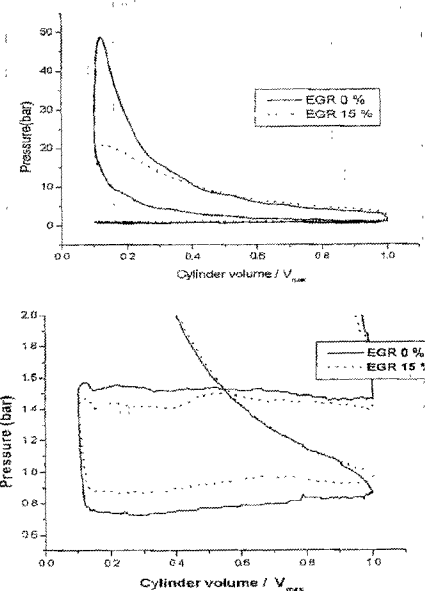 50
40
30
20
10
0
Pressure(bar)
EGR 0 %
EGR 15 %
0.0 0.2 0.4 0.6 0.8 1.0
Cylinder volume / Vmax
2.0
1.8
1.6
1.4
1.2
1.0
0.8
0.6
Pressure (bar)
EGR 0 %
EGR 15 %
0.0 0.2 0.4 0.6 0.8 1.0
Cylinder volume / Vmax